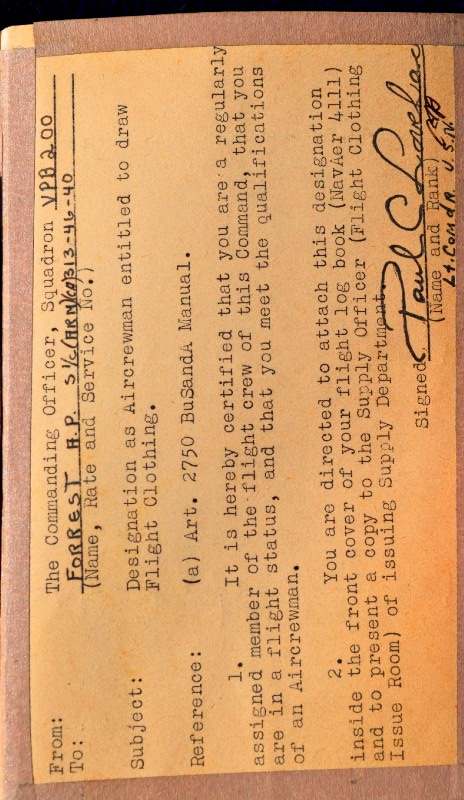 From: The Commanding Officer, Squadron VPB 200
To: FORREST H.P. S1/c (ARM)(CA) 313-46-40
(Name, Rate and Service No.)
Subject: Designation as Aircrewman entitled to draw
Flight Clothing.
Reference: (a) Art. 2750 BuSandA Manual.
1. It is hereby certified that you are a regularly
assigned member of the flight crew of this Command, that you
are in a flight status, and that you meet the qualifications
of an Aircrewman.
2. You are directed to attach this designation
inside the front cover of your flight log book (NavAer 4111)
and to present a copy to the Supply Officer (Flight Clothing
Issue Room) of issuing Supply Department.
Signed Paul C.
(Name and Rank)
Lt. Comdr. U.S.N.